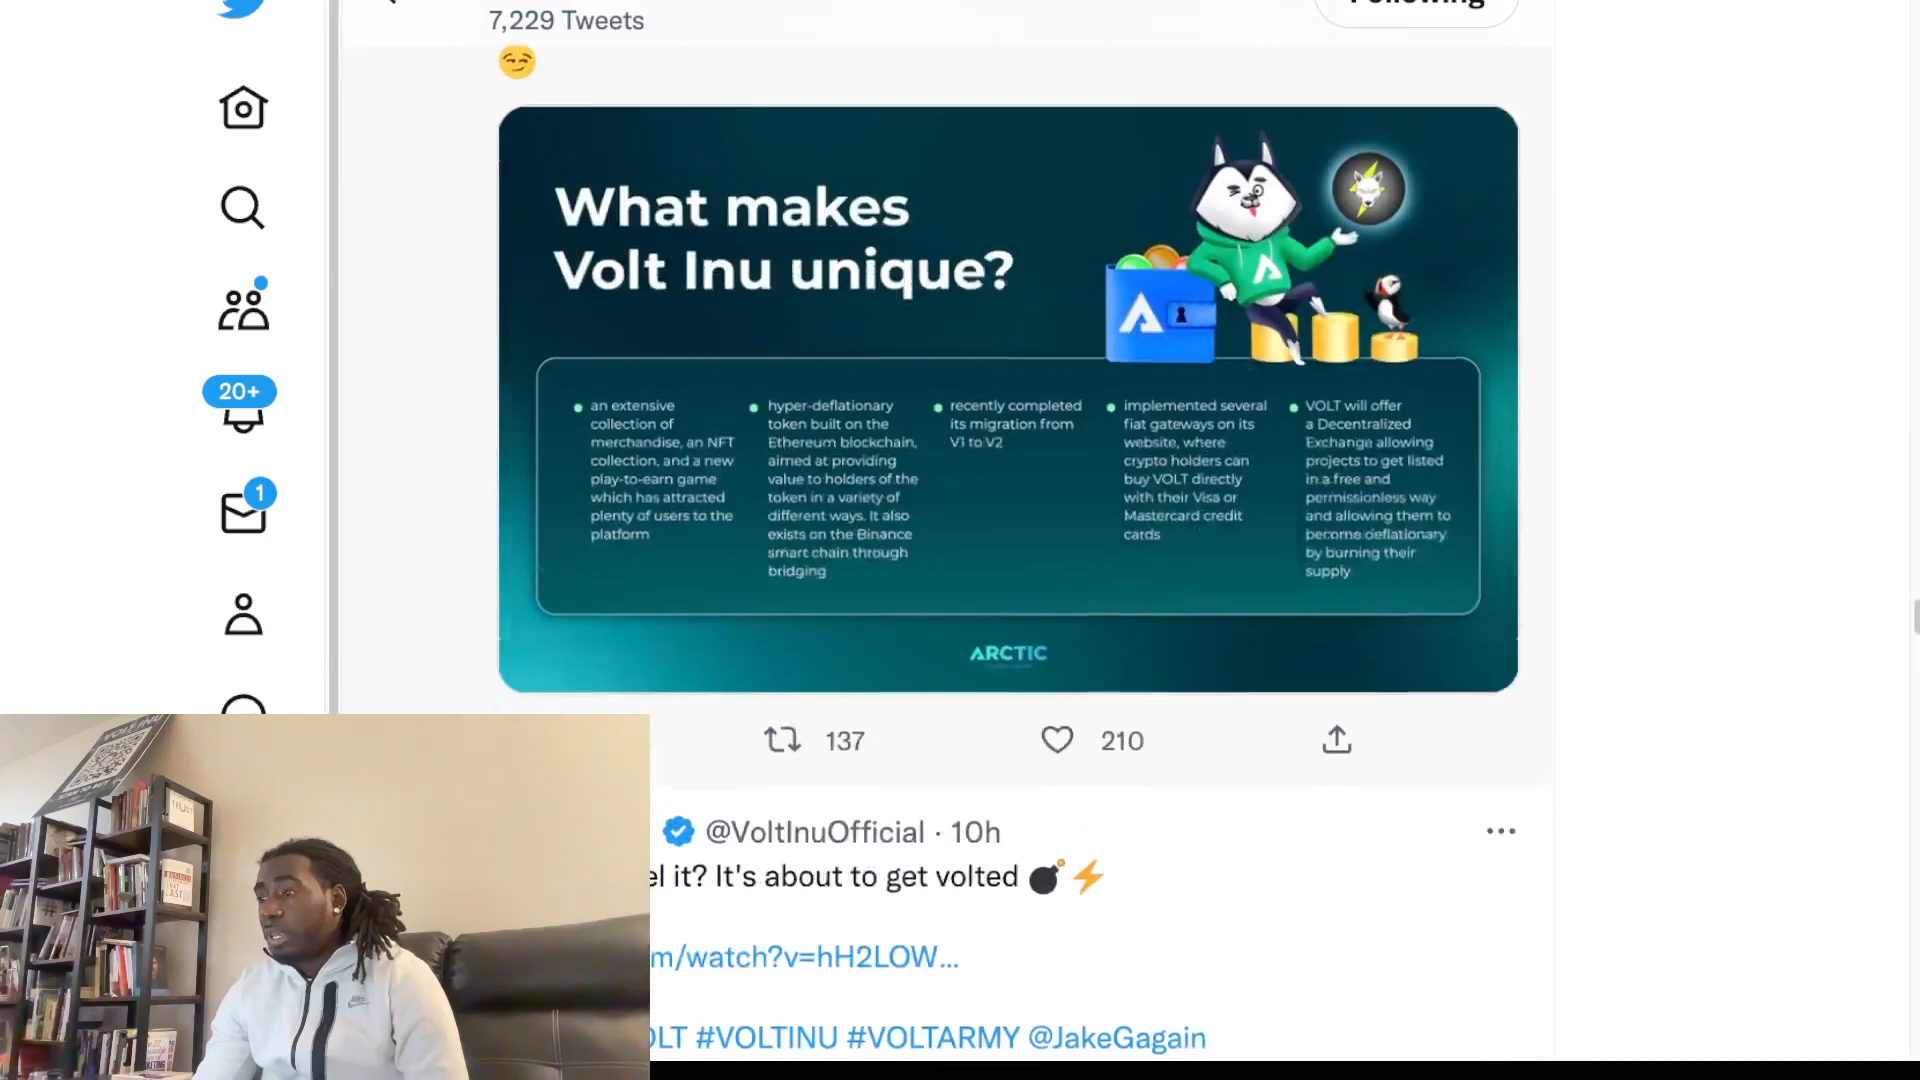 Following
7,229 Tweets
What makes
Volt Inu unique?
an extensive
collection of
merchandise, an NFT
collection, and a new
play-to-earn game
which has attracted
plenty of users to the
platform
hyper-deflationary
token built on the
Ethereum blockchain,
aimed at providing
value to holders of the
token in a variety of
different ways. It also
exists on the Binance
smart chain through
bridging
recently completed
its migration from
V1 to V2
implemented several
fiat gateways on its
website, where
crypto holders can
buy VOLT directly
with their Visa or
Mastercard credit
cards
VOLT will offer
a Decentralized
Exchange allowing
projects to get listed
in a free and
permissionless way
and allowing them to
become deflationary
by burning their
supply
ARCTIC
20+
1
137
210
@VoltInuOfficial · 10h
el it? It's about to get volted
m/watch?v=hH2LOW...
OLT #VOLTINU #VOLTARMY @JakeGagain
VOLT INU
SCAN TO BUY